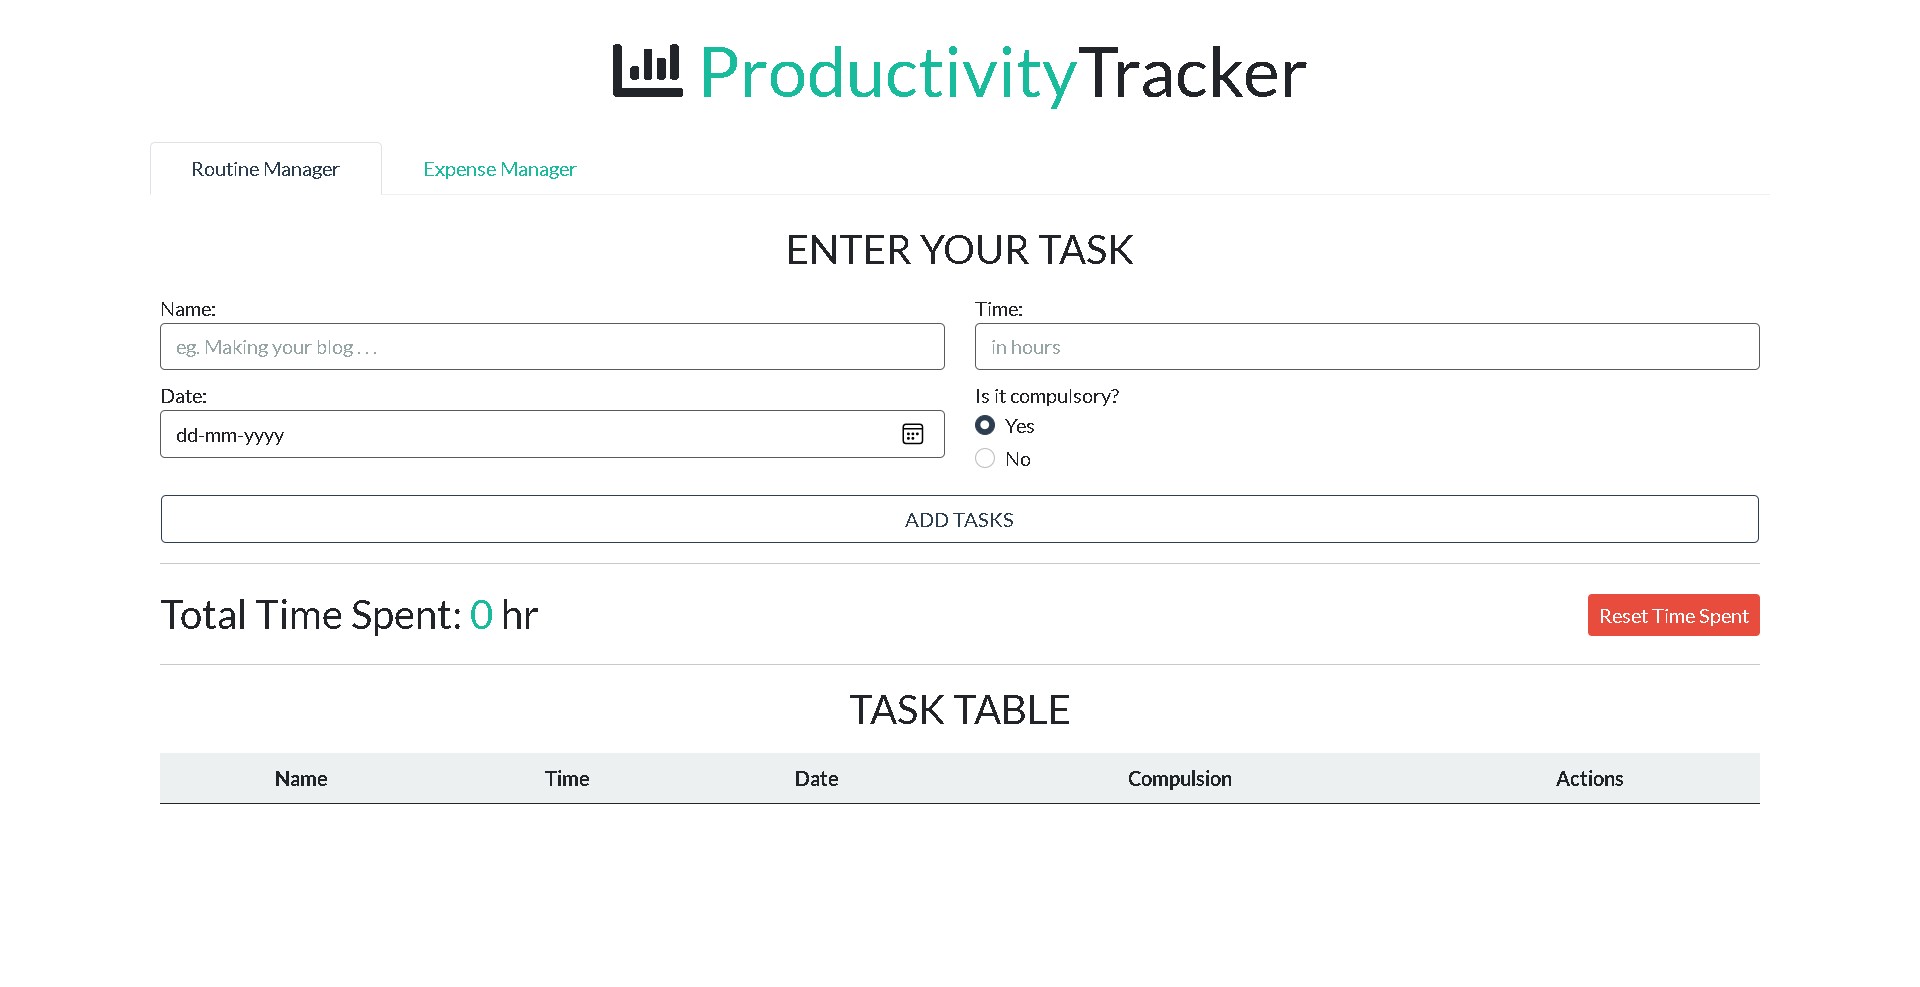 ProductivityTracker
Routine Manager Expense Manager
ENTER YOUR TASK
Name: Time:
eg. Making your blog . . . in hours
Date: Is it compulsory?
dd-mm-yyyy Yes
No
ADD TASKS
Total Time Spent: 0 hr Reset Time Spent
TASK TABLE
Name Time Date Compulsion Actions